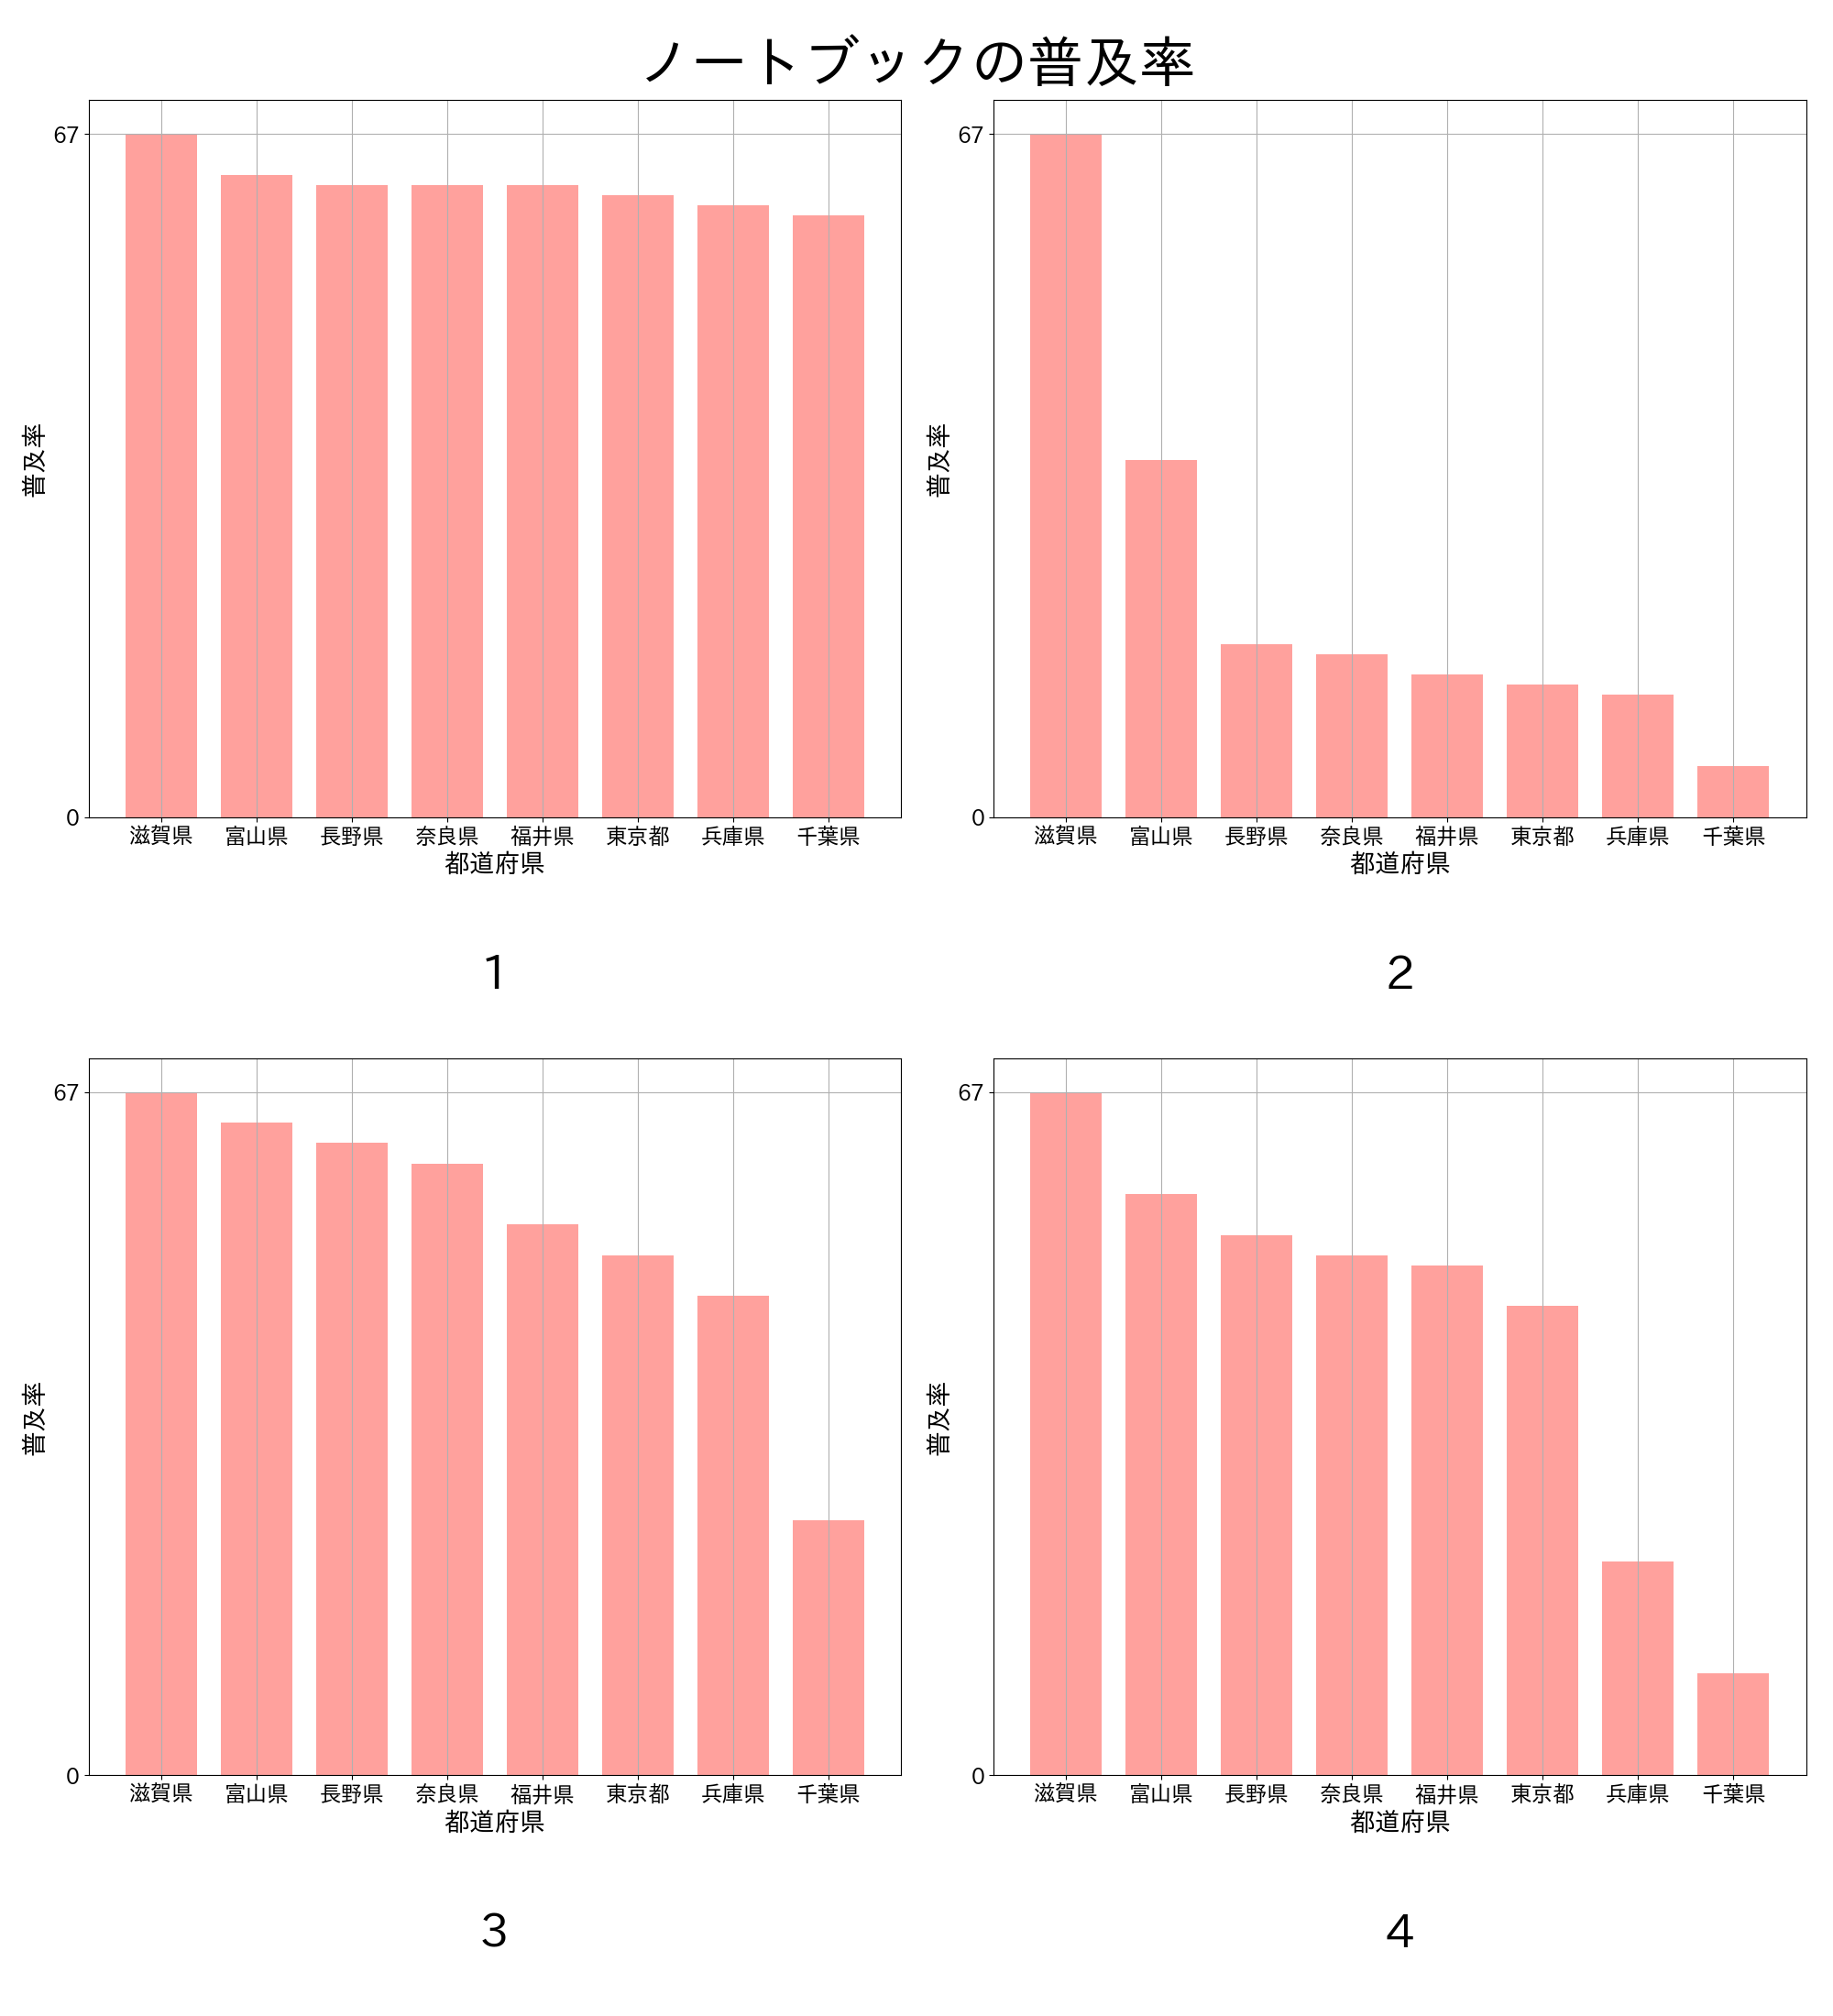 ノートブックの普及率
67
0
普及率
滋賀県 富山県 長野県 奈良県 福井県 東京都 兵庫県 千葉県
都道府県
1
67
0
普及率
滋賀県 富山県 長野県 奈良県 福井県 東京都 兵庫県 千葉県
都道府県
2
67
0
普及率
滋賀県 富山県 長野県 奈良県 福井県 東京都 兵庫県 千葉県
都道府県
3
67
0
普及率
滋賀県 富山県 長野県 奈良県 福井県 東京都 兵庫県 千葉県
都道府県
4